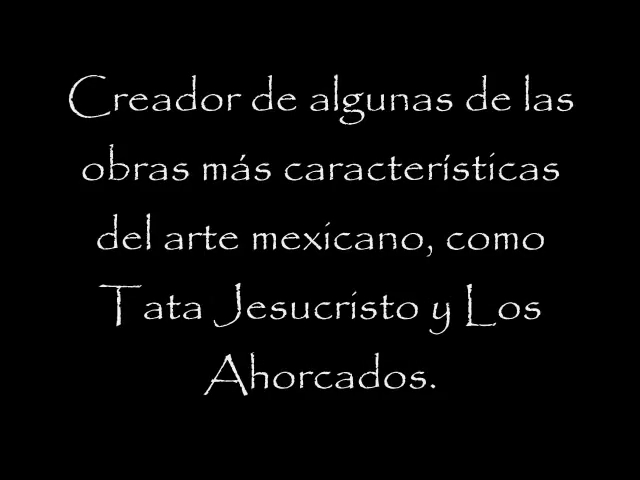 Creador de algunas de las
obras más características
del arte mexicano, como
Tata Jesucristo y Los
Ahorcados.